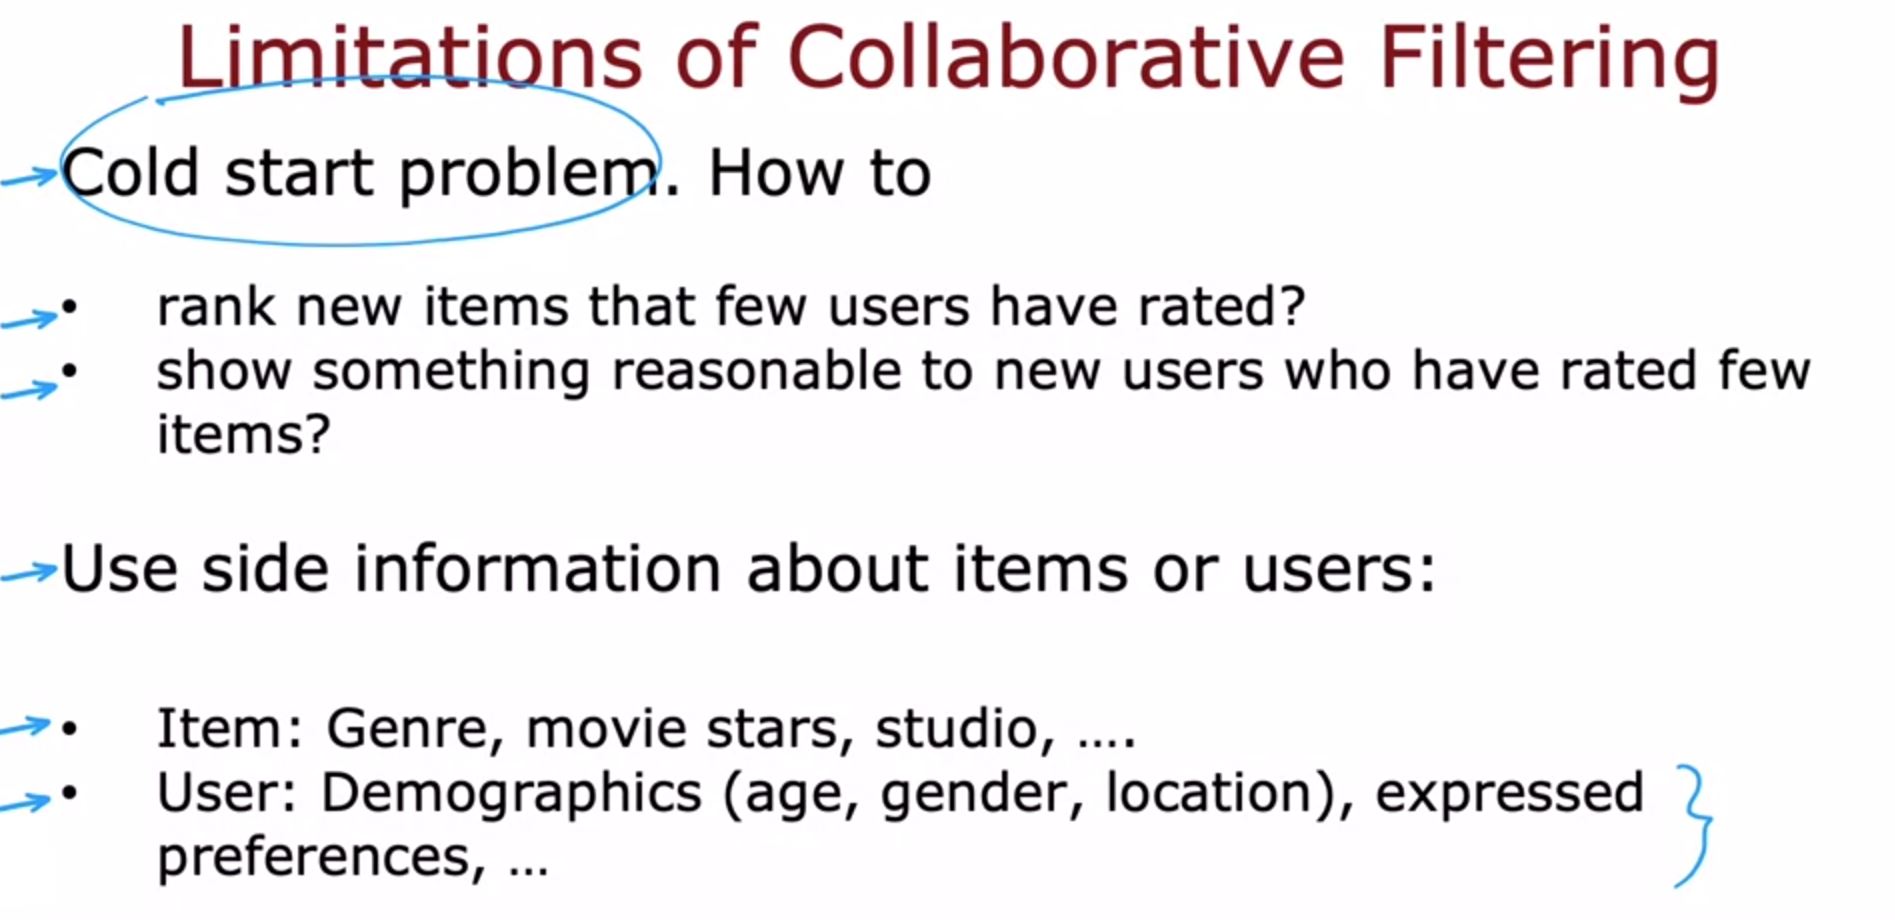 Limitations of Collaborative Filtering
Cold start problem. How to
• rank new items that few users have rated?
• show something reasonable to new users who have rated few
items?
Use side information about items or users:
• Item: Genre, movie stars, studio, ....
• User: Demographics (age, gender, location), expressed
preferences, ...